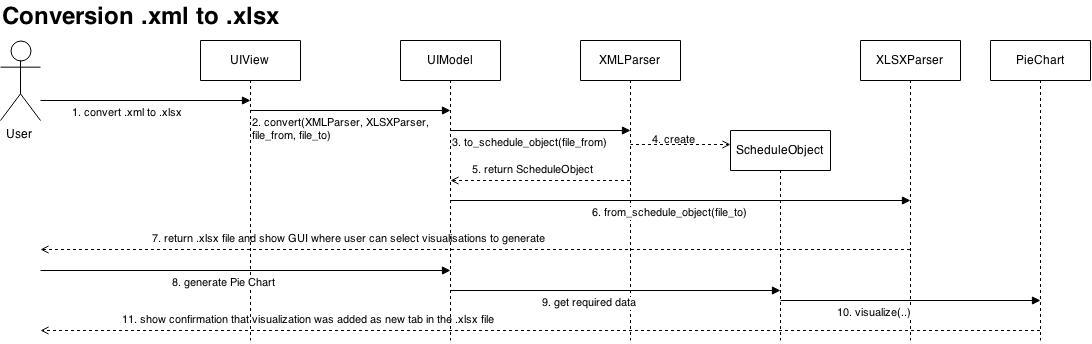 Conversion .xml to .xlsx
UIView
UIModel
XMLParser
XLSXParser
PieChart
User
1. convert .xml to .xlsx
2. convert(XMLParser, XLSXParser,
file_from, file_to)
3. to_schedule_object(file_from)
4. create
ScheduleObject
5. return ScheduleObject
6. from_schedule_object(file_to)
7. return .xlsx file and show GUI where user can select visualisations to generate
8. generate Pie Chart
9. get required data
10. visualize(..)
11. show confirmation that visualization was added as new tab in the .xlsx file